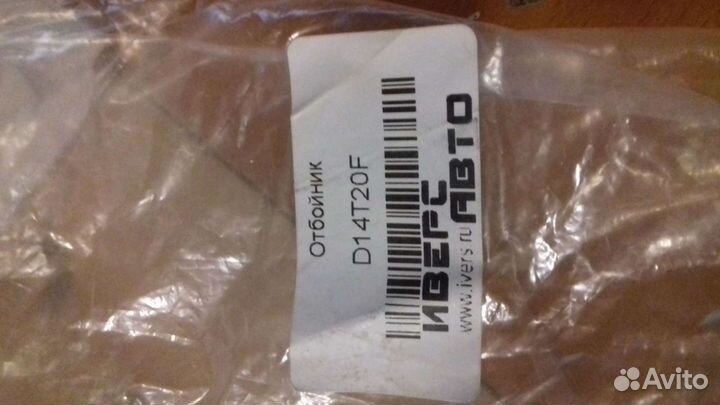 Отбойник
D14T20F
ИВЕРС
www.ivers.ru АВТО
Avito